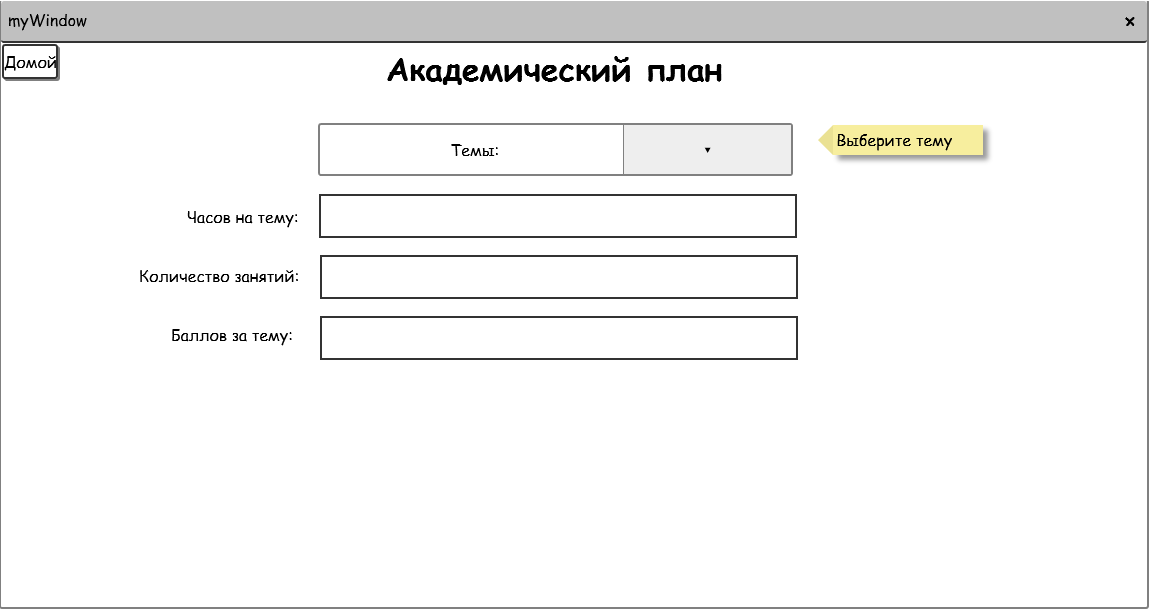 myWindow
Домой
Академический план
Темы:
Выберите тему
Часов на тему:
Количество занятий:
Баллов за тему: